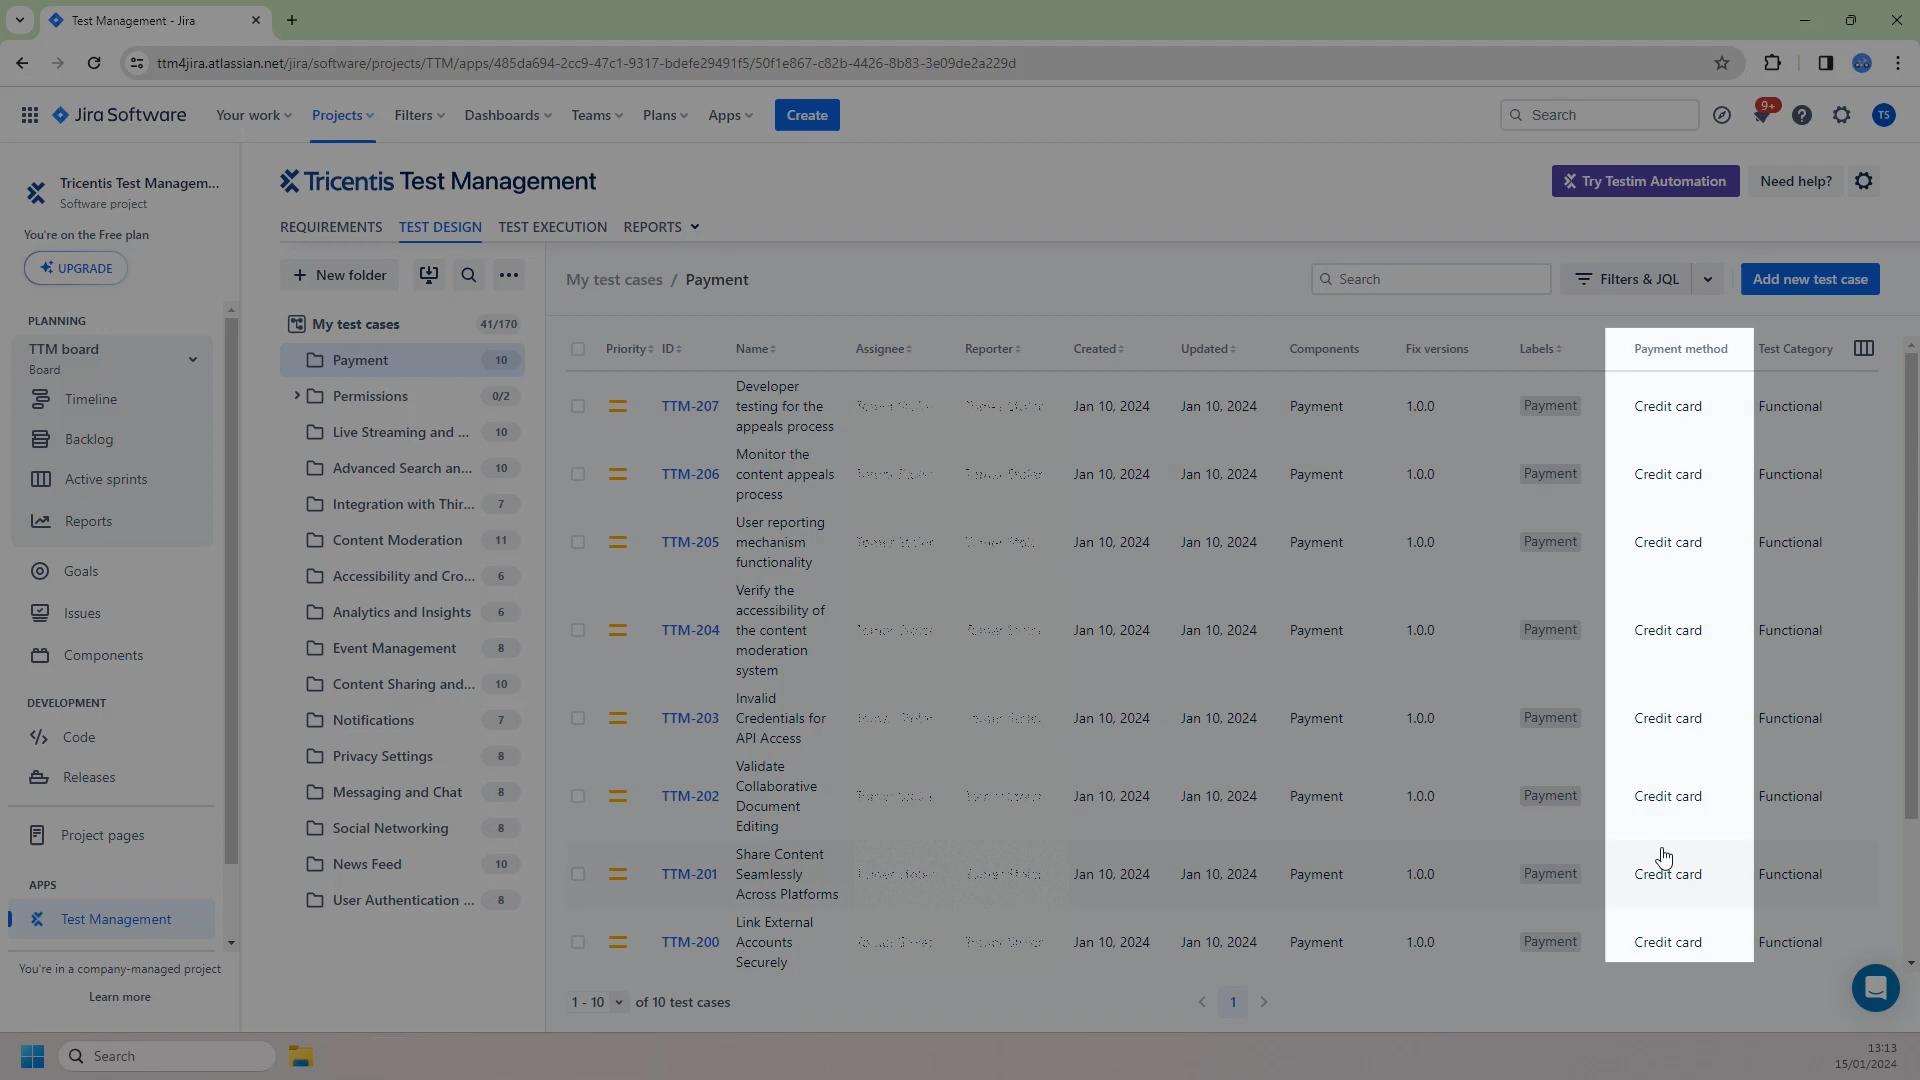 Test Management - Jira
ttm4jira.atlassian.net/jira/software/projects/TTM/apps/485da694-2cc9-47c1-9317-bdefe29491f5/50f1e867-c82b-4426-8b83-3e09de2a229d
Jira Software Your work Projects Filters Dashboards Teams Plans Apps Create Search 9+ TS
Tricentis Test Managem...
Software project
You're on the Free plan
UPGRADE
PLANNING
TTM board
Board
Timeline
Backlog
Active sprints
Reports
Goals
Issues
Components
DEVELOPMENT
Code
Releases
Project pages
APPS
Test Management
You're in a company-managed project
Learn more
Tricentis Test Management
Try Testim Automation Need help?
REQUIREMENTS TEST DESIGN TEST EXECUTION REPORTS
New folder
My test cases 41/170
Payment 10
Permissions 0/2
Live Streaming and ... 10
Advanced Search an... 10
Integration with Thir... 7
Content Moderation 11
Accessibility and Cro... 6
Analytics and Insights 6
Event Management 8
Content Sharing and... 10
Notifications 7
Privacy Settings 8
Messaging and Chat 8
Social Networking 8
News Feed 10
User Authentication ... 8
My test cases / Payment
Search
Filters & JQL
Add new test case
Priority ID Name Assignee Reporter Created Updated Components Fix versions Labels Payment method Test Category
Developer
TTM-207 testing for the Jan 10, 2024 Jan 10, 2024 Payment 1.0.0 Payment Credit card Functional
appeals process
Monitor the
TTM-206 content appeals Jan 10, 2024 Jan 10, 2024 Payment 1.0.0 Payment Credit card Functional
process
User reporting
TTM-205 mechanism Jan 10, 2024 Jan 10, 2024 Payment 1.0.0 Payment Credit card Functional
functionality
Verify the
accessibility of
TTM-204 the content Jan 10, 2024 Jan 10, 2024 Payment 1.0.0 Payment Credit card Functional
moderation
system
Invalid
TTM-203 Credentials for Jan 10, 2024 Jan 10, 2024 Payment 1.0.0 Payment Credit card Functional
API Access
Validate
Collaborative
TTM-202 Jan 10, 2024 Jan 10, 2024 Payment 1.0.0 Payment Credit card Functional
Document
Editing
Share Content
TTM-201 Seamlessly Jan 10, 2024 Jan 10, 2024 Payment 1.0.0 Payment Credit card Functional
Across Platforms
Link External
TTM-200 Accounts Jan 10, 2024 Jan 10, 2024 Payment 1.0.0 Payment Credit card Functional
Securely
1 - 10 of 10 test cases
1
Search
13:13
15/01/2024